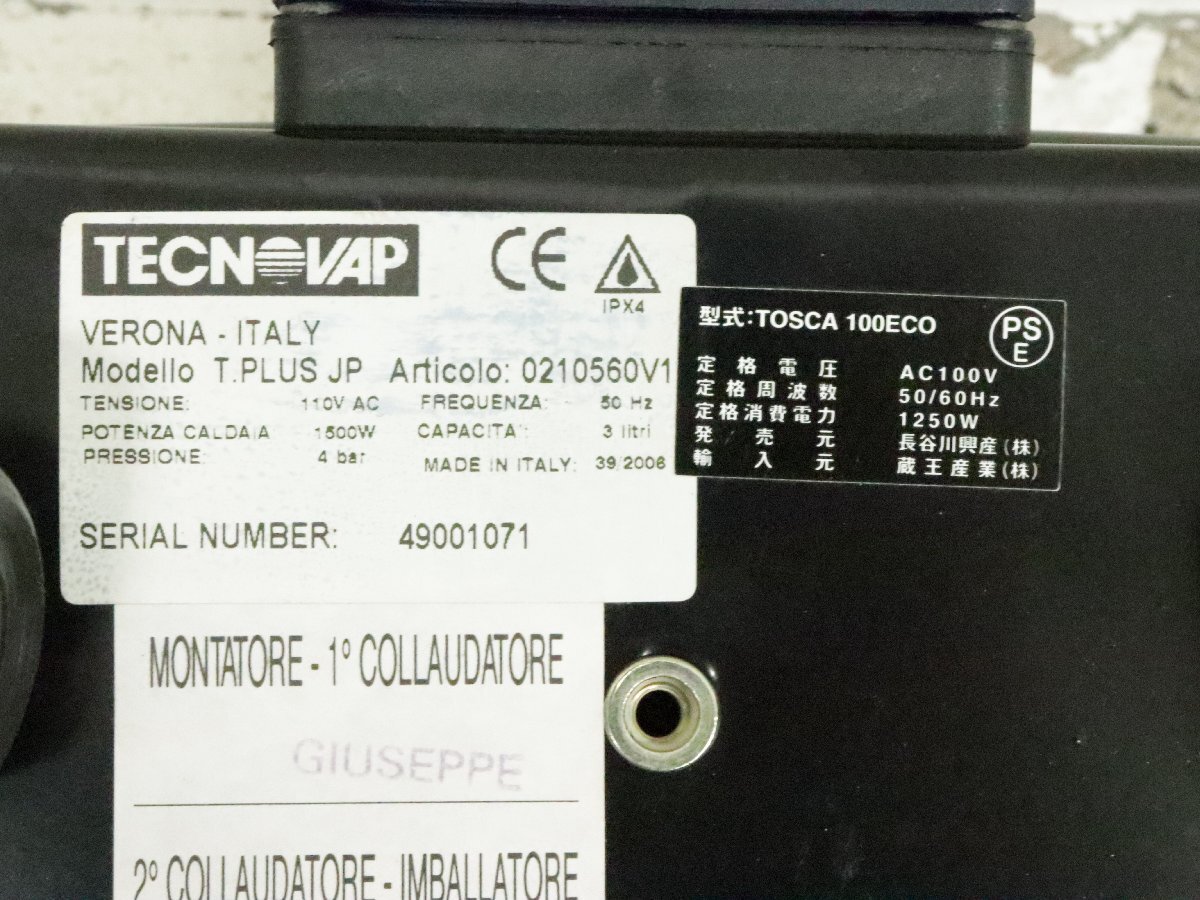 TECNOVAP
CE
IPX4
VERONA - ITALY
Modello T.PLUS JP Articolo: 0210560V1
TENSIONE: 110V AC FREQUENZA: 50 Hz
POTENZA CALDAIA 1500W CAPACITA': 3 litri
PRESSIONE: 4 bar MADE IN ITALY: 39/2006
SERIAL NUMBER: 49001071
型式:TOSCA 100ECO
PS
E
定格電圧 AC100V
定格周波数 50/60Hz
定格消費電力 1250W
発売元 長谷川興産(株)
輸入元 蔵王産業(株)
MONTATORE - 1° COLLAUDATORE
GIUSEPPE
2° COLLAUDATORE - IMBALLATORE